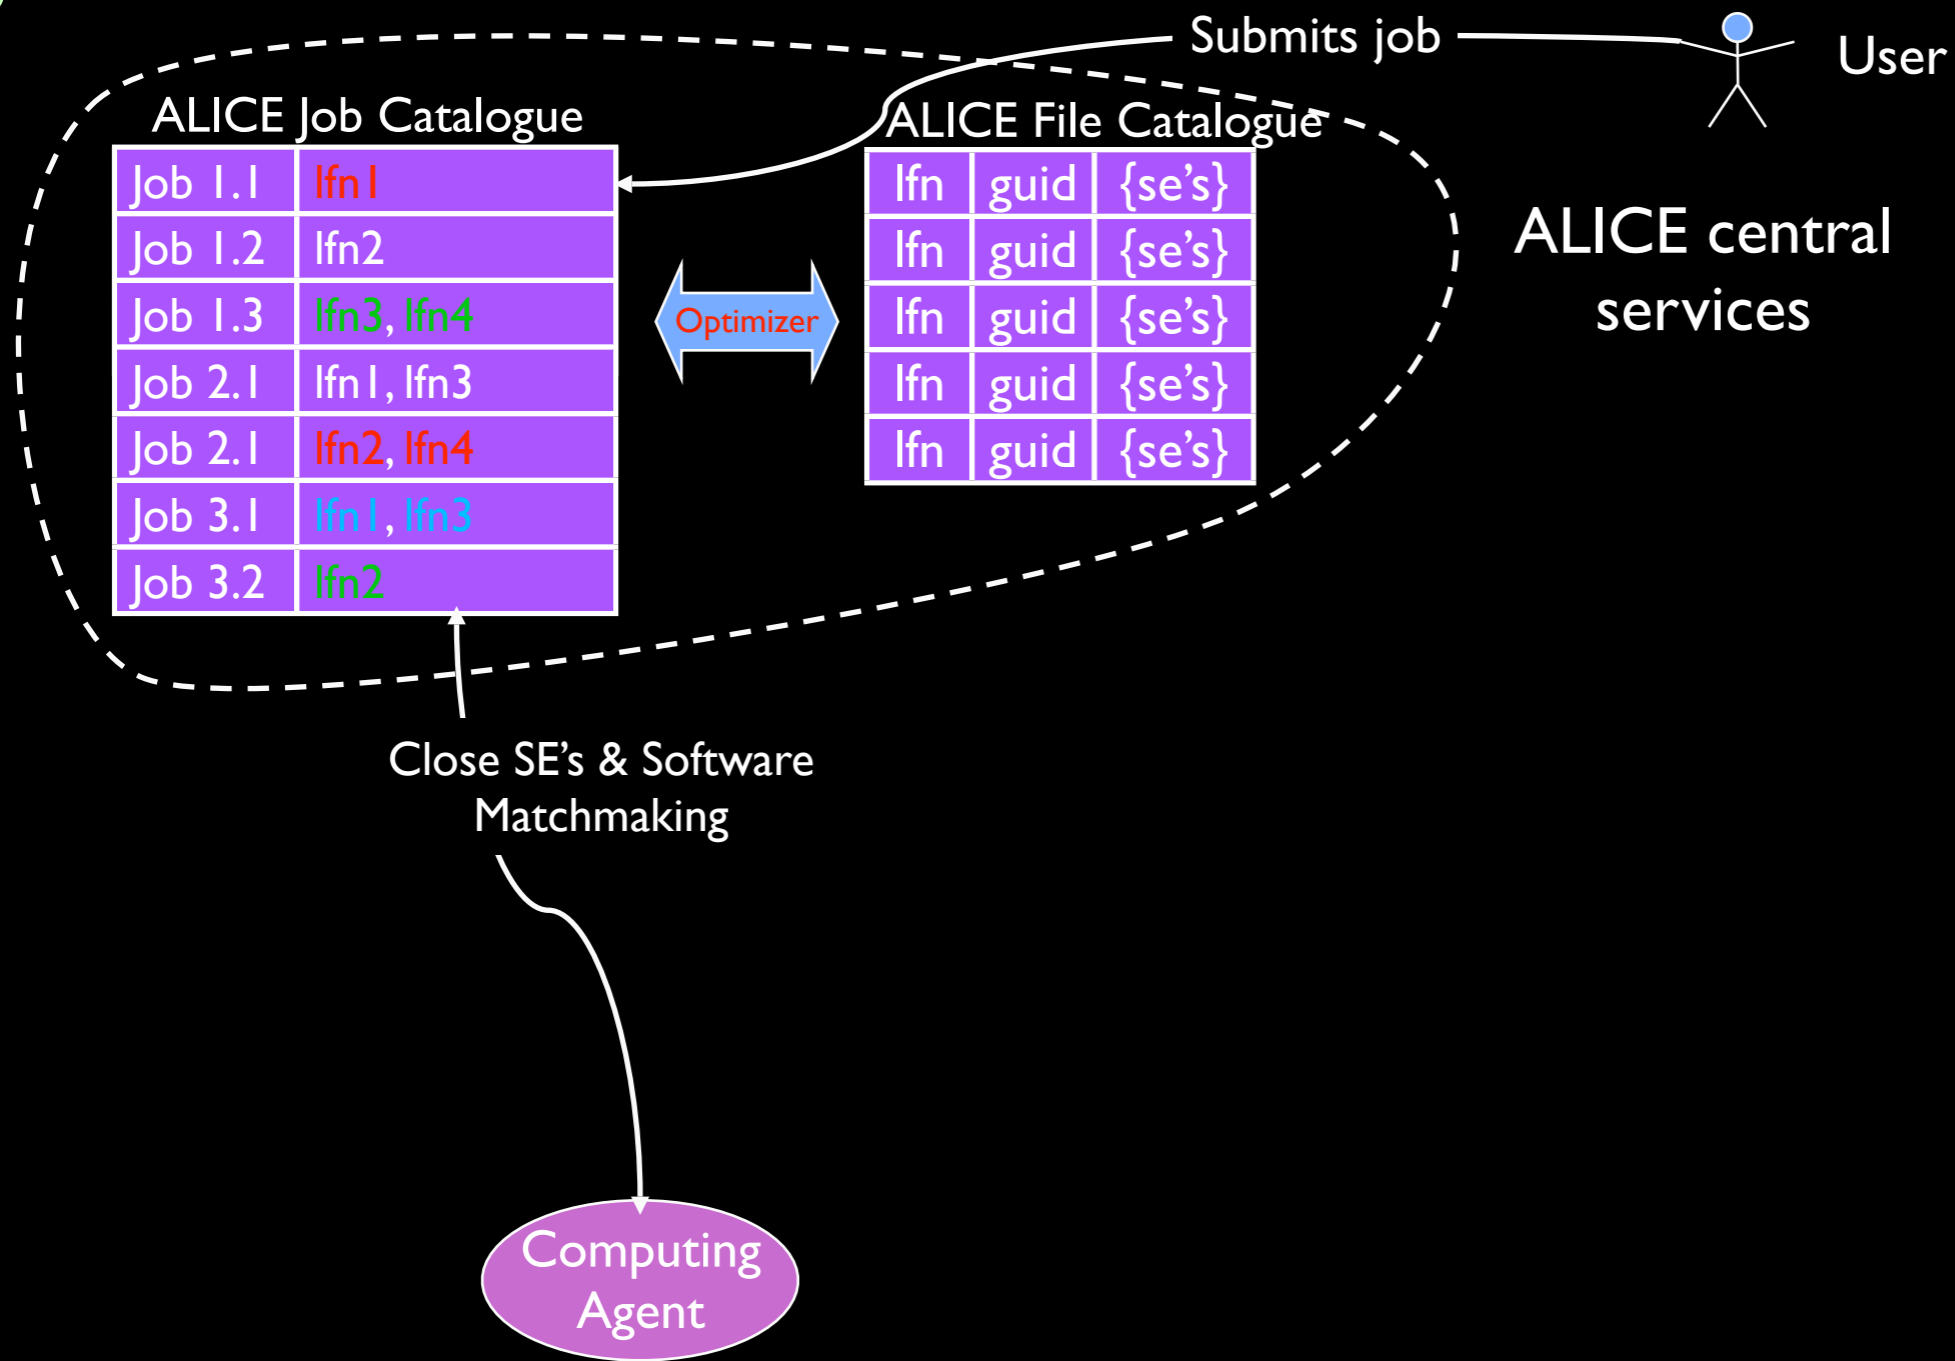 Submits job
User
ALICE Job Catalogue
ALICE File Catalogue
Job 1.1 lfn1
Job 1.2 lfn2
Job 1.3 lfn3, lfn4
Job 2.1 lfn1, lfn3
Job 2.1 lfn2, lfn4
Job 3.1 lfn1, lfn3
Job 3.2 lfn2
Optimizer
lfn guid {se’s}
lfn guid {se’s}
lfn guid {se’s}
lfn guid {se’s}
lfn guid {se’s}
ALICE central
services
Close SE’s & Software
Matchmaking
Computing
Agent